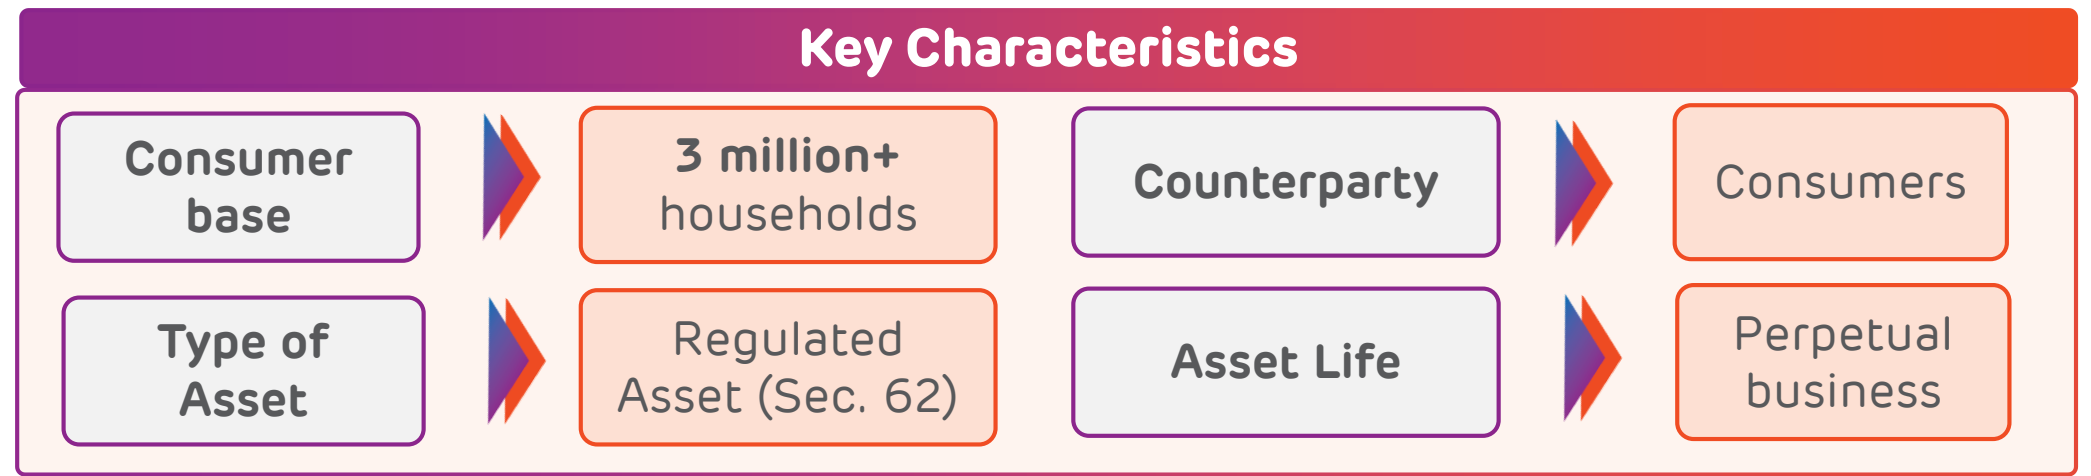 Key Characteristics
Consumer
base
3 million+
households
Counterparty
Consumers
Type of
Asset
Regulated
Asset (Sec. 62)
Asset Life
Perpetual
business